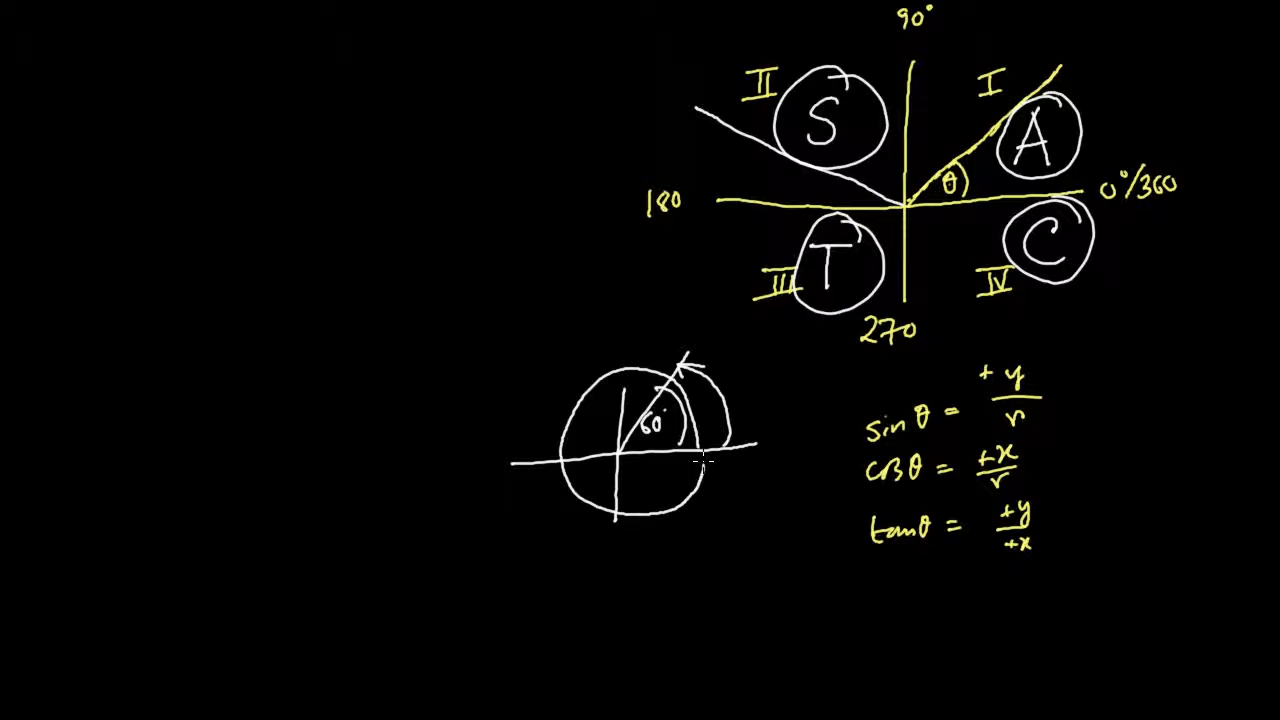 90°
II S I A
180 θ 0°/360
III T IV C
270
60°
sin θ = +y/r
cos θ = +x/r
tan θ = +y/+x